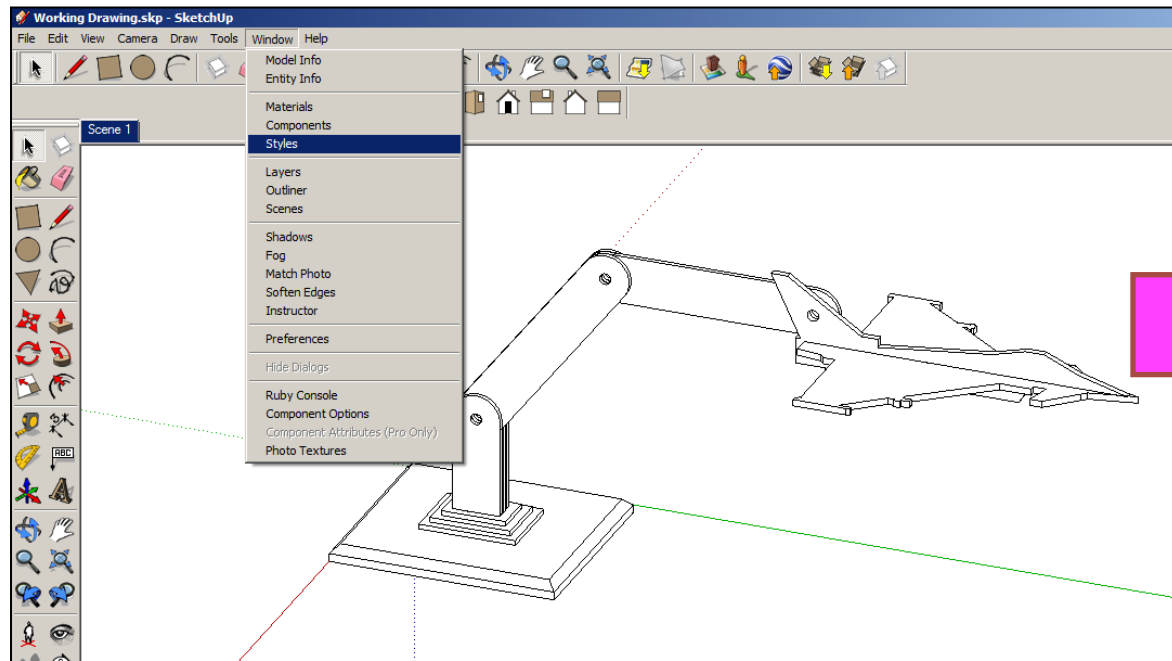 Working Drawing.skp - SketchUp
File Edit View Camera Draw Tools Window Help
Model Info
Entity Info
Materials
Components
Styles
Layers
Outliner
Scenes
Shadows
Fog
Match Photo
Soften Edges
Instructor
Preferences
Hide Dialogs
Ruby Console
Component Options
Component Attributes (Pro Only)
Photo Textures
Scene 1
ABC